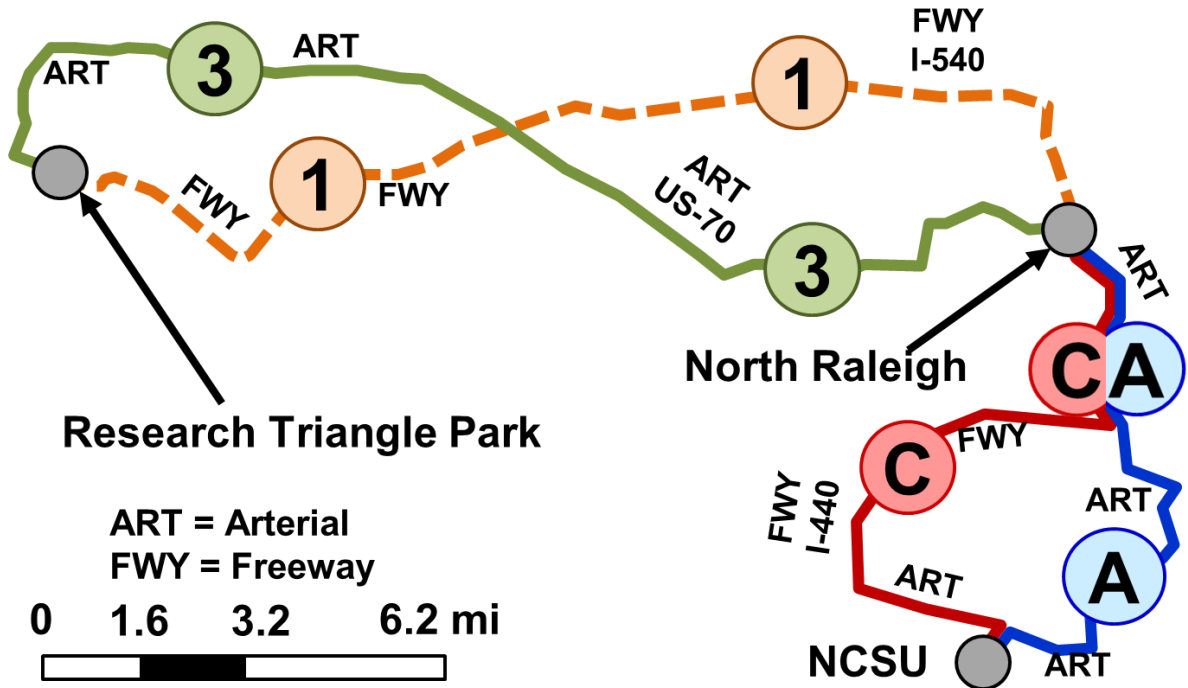 FWY
I-540
ART
3
ART
1
1
FWY
FWY
ART
US-70
3
ART
North Raleigh
C
A
Research Triangle Park
FWY
C
FWY
I-440
ART
ART = Arterial
FWY = Freeway
A
ART
0 1.6 3.2 6.2 mi
NCSU
ART